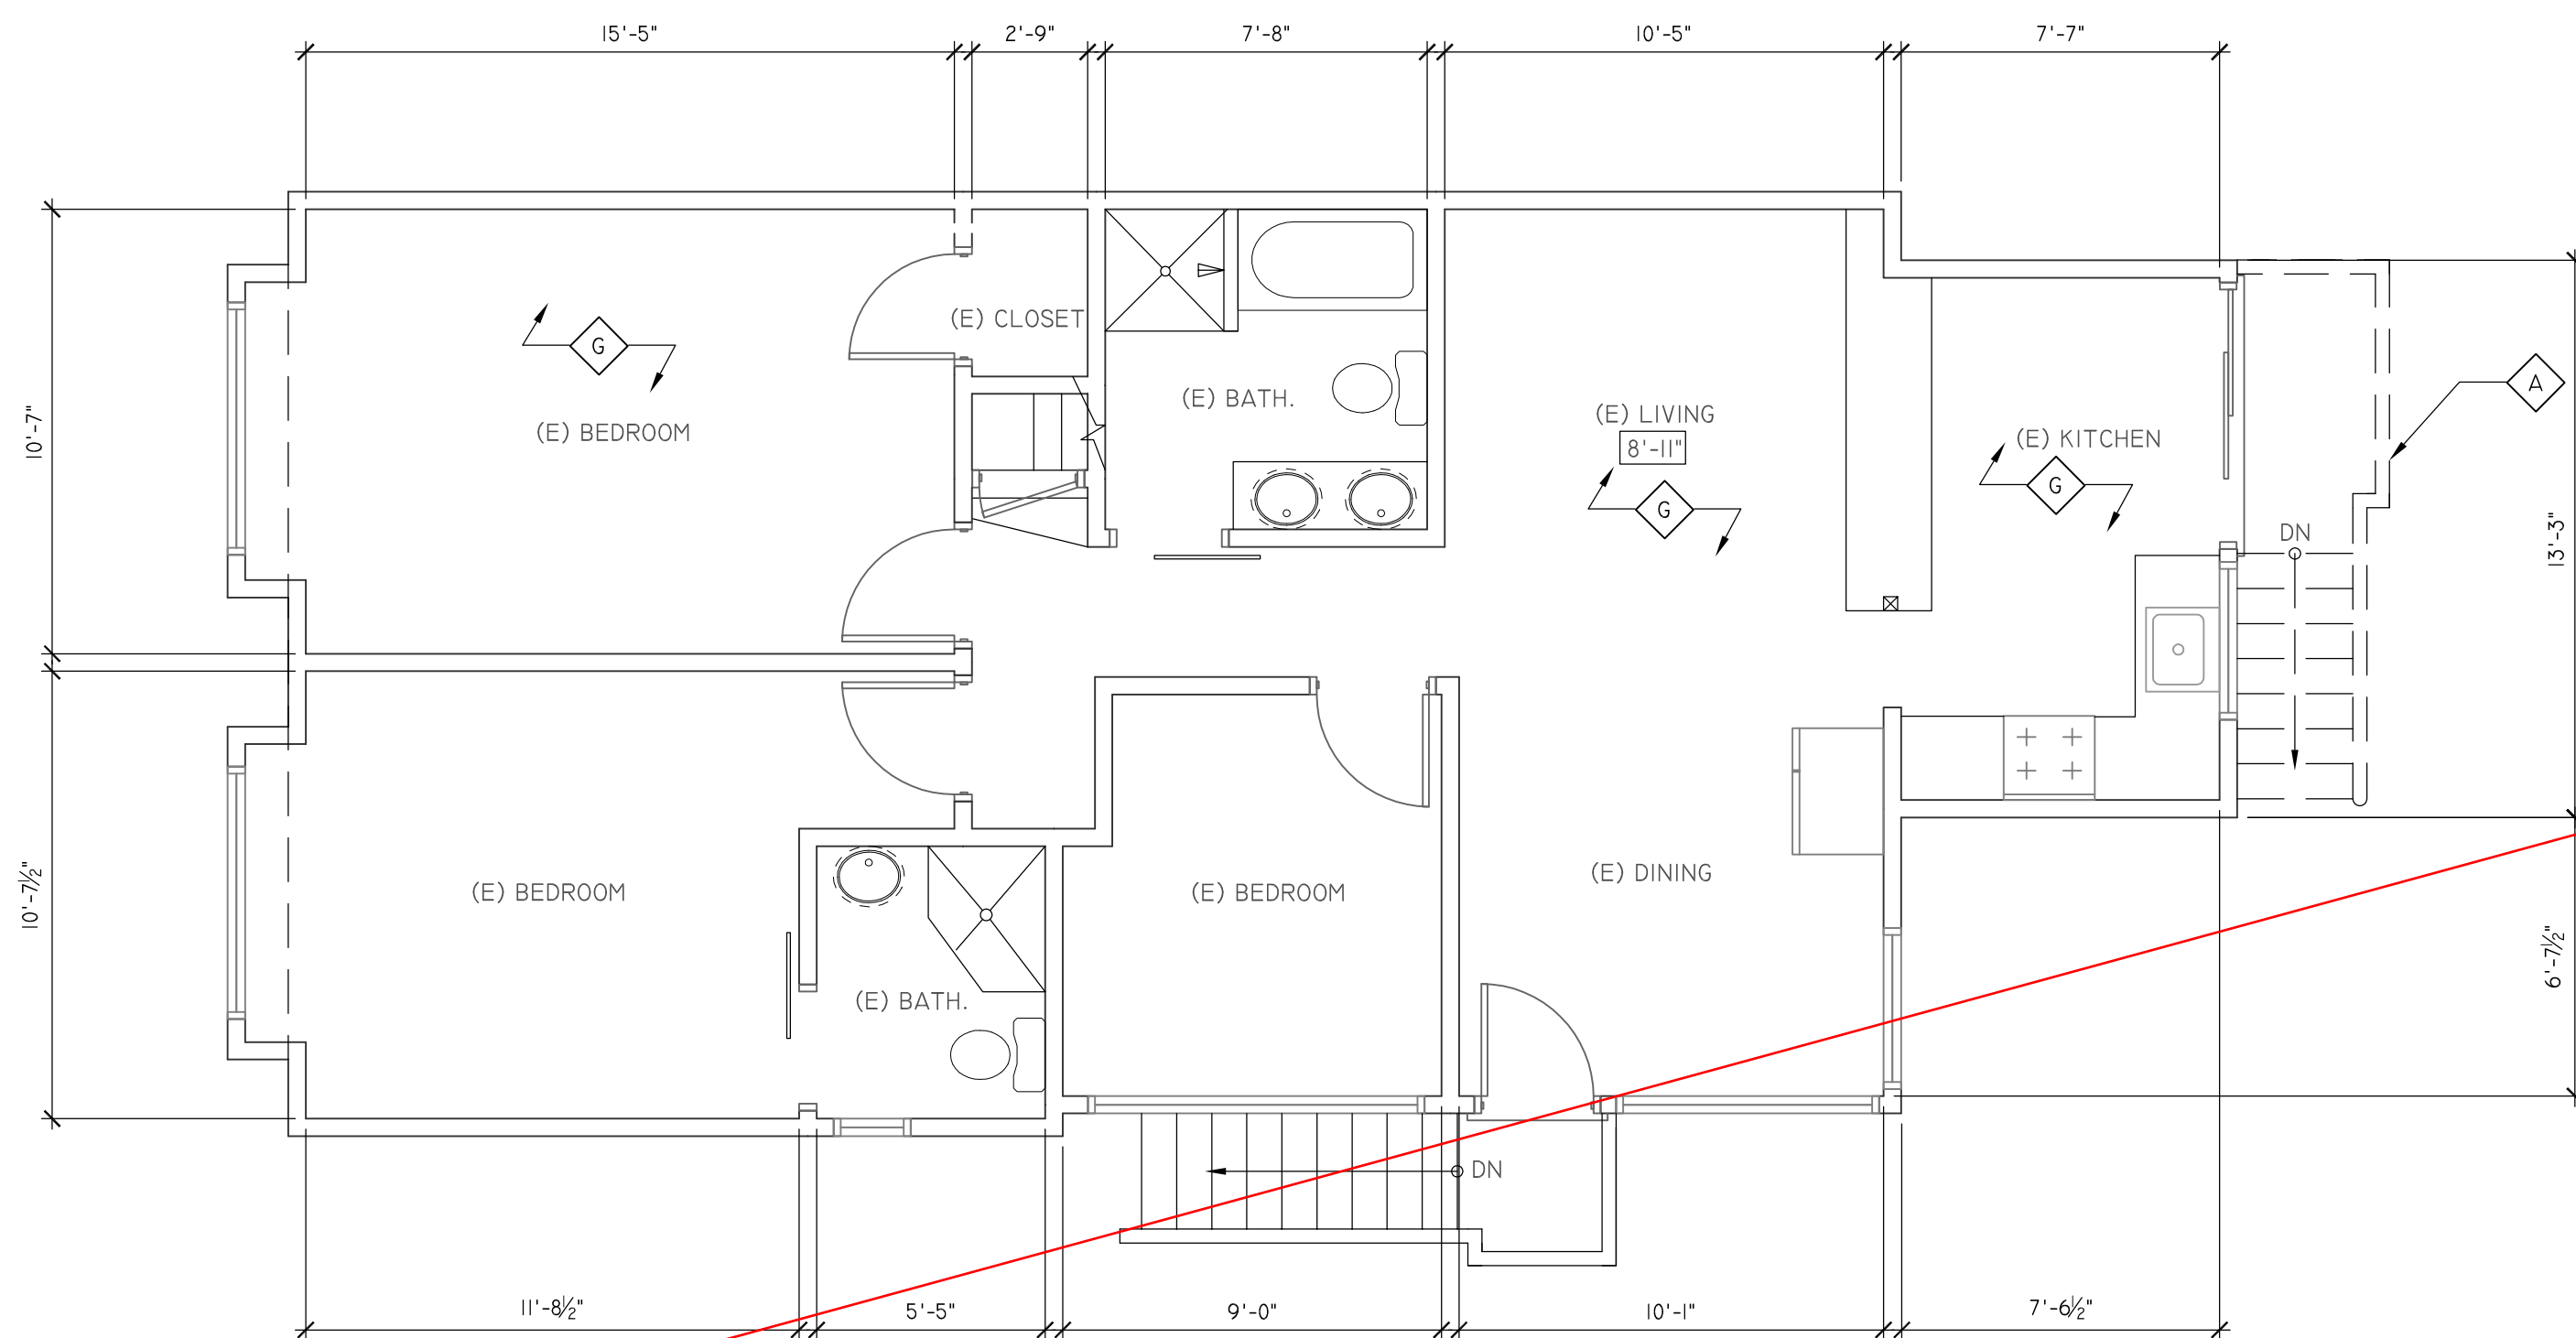 15'-5"
2'-9"
7'-8"
10'-5"
7'-7"
(E) CLOSET
G
A
(E) BATH.
(E) LIVING
8'-11"
(E) BEDROOM
(E) KITCHEN
10'-7"
G
G
DN
13'-3"
(E) DINING
10'-7½"
(E) BEDROOM
(E) BEDROOM
6'-7½"
(E) BATH.
DN
11'-8½"
5'-5"
9'-0"
10'-1"
7'-6½"